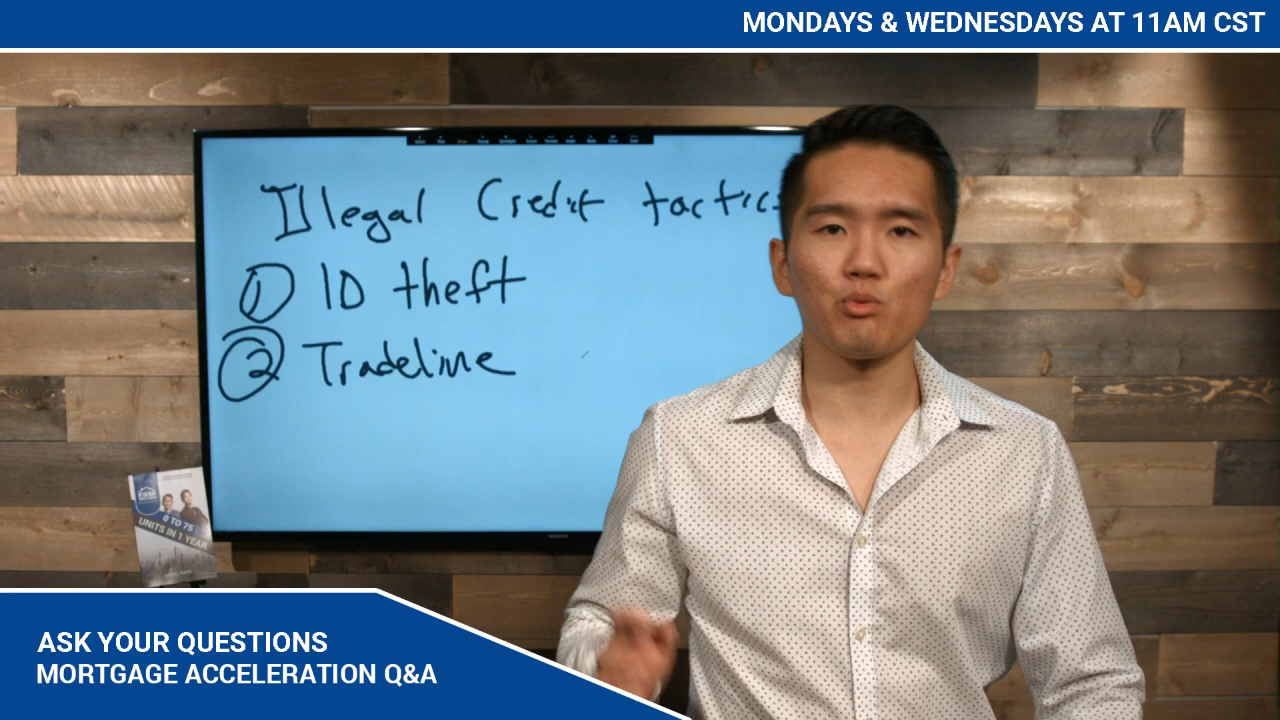 MONDAYS & WEDNESDAYS AT 11AM CST
Illegal Credit tactics
① ID theft
② Tradeline
0 TO 75
UNITS IN 1 YEAR
ASK YOUR QUESTIONS
MORTGAGE ACCELERATION Q&A